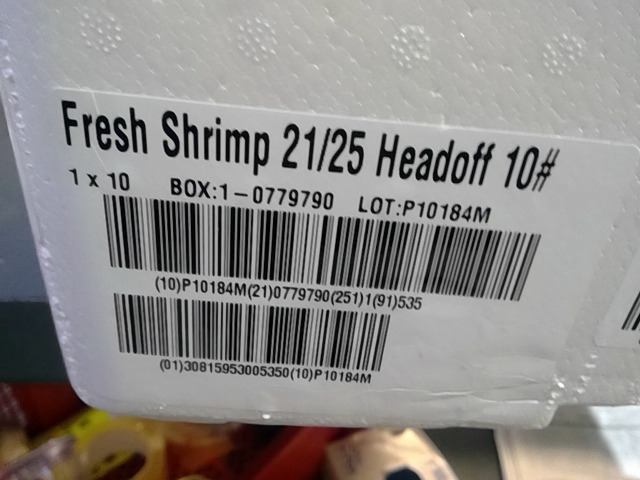 Fresh Shrimp 21/25 Headoff 10#
1 x 10 BOX:1-0779790 LOT:P10184M
(10)P10184M(21)0779790(251)1(91)535
(01)30815953005350(10)P10184M